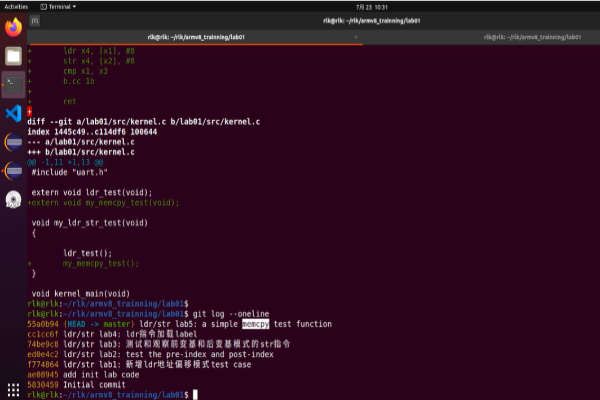 Activities
Terminal
7月 23 10:31
rlk@rlk: ~/rlk/armv8_trainning/lab01
rlk@rlk: ~/rlk/armv8_trainning/lab01 ×
rlk@rlk: ~/rlk/armv8_trainning/lab01
+ ldr x4, [x1], #8
+ str x4, [x2], #8
+ cmp x1, x3
+ b.cc 1b
+
+ ret
+
diff --git a/lab01/src/kernel.c b/lab01/src/kernel.c
index 1445c49..c114df6 100644
--- a/lab01/src/kernel.c
+++ b/lab01/src/kernel.c
@@ -1,11 +1,13 @@
#include "uart.h"
extern void ldr_test(void);
+extern void my_memcpy_test(void);
void my_ldr_str_test(void)
{
ldr_test();
+ my_memcpy_test();
}
void kernel_main(void)
rlk@rlk:~/rlk/armv8_trainning/lab01$
rlk@rlk:~/rlk/armv8_trainning/lab01$ git log --oneline
55a0b94 (HEAD -> master) ldr/str lab5: a simple memcpy test function
cc1cc6f ldr/str lab4: ldr指令加载label
74be9c8 ldr/str lab3: 测试和观察前变基和后变基模式的str指令
ed0e4c2 ldr/str lab2: test the pre-index and post-index
f774864 ldr/str lab1: 新增ldr地址偏移模式test case
ae08945 add init lab code
5830459 Initial commit
rlk@rlk:~/rlk/armv8_trainning/lab01$